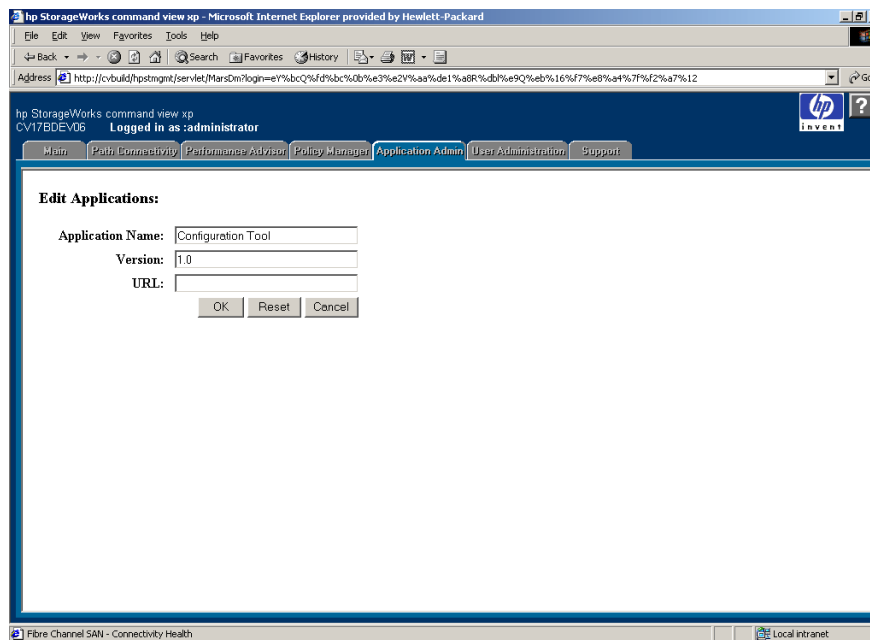 hp StorageWorks command view xp - Microsoft Internet Explorer provided by Hewlett-Packard
File Edit View Favorites Tools Help
Back Search Favorites History
Address http://cvbuild/hpstmgmt/servlet/MarsDm?login=eY%bcQ%fd%bc%0b%e3%e2V%aa%de1%a8R%dbl%e9Q%eb%16%f7%e8%a4%7f%f2%a7%12 Go
hp StorageWorks command view xp
CV17BDEV06 Logged in as :administrator
hp
invent
?
Main Path Connectivity Performance Advisor Policy Manager Application Admin User Administration Support
Edit Applications:
Application Name: Configuration Tool
Version: 1.0
URL:
OK Reset Cancel
Fibre Channel SAN - Connectivity Health Local intranet